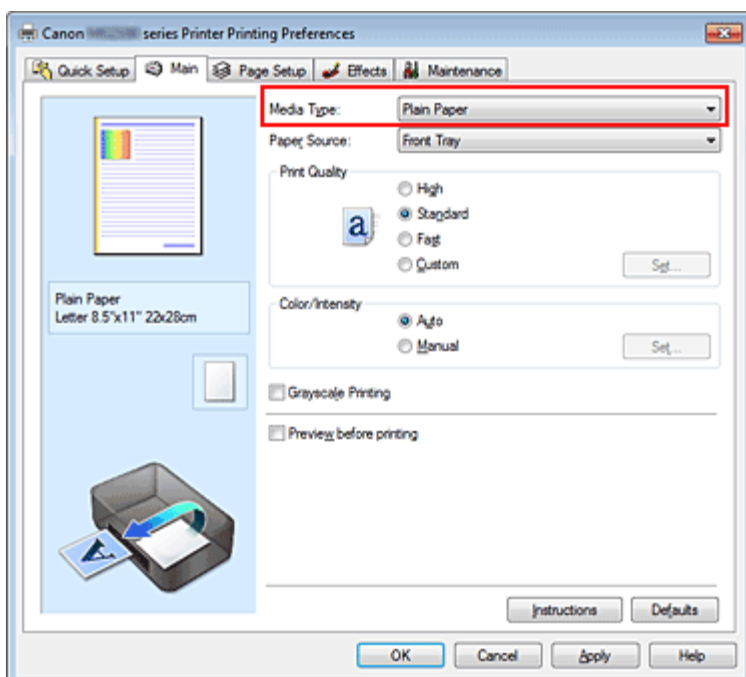 Canon series Printer Printing Preferences
Quick Setup Main Page Setup Effects Maintenance
Media Type: Plain Paper
Paper Source: Front Tray
Print Quality
High
a Standard
Fast
Custom Set...
Plain Paper
Letter 8.5"x11" 22x28cm
Color/Intensity
Auto
Manual Set...
Grayscale Printing
Preview before printing
A
Instructions Defaults
OK Cancel Apply Help